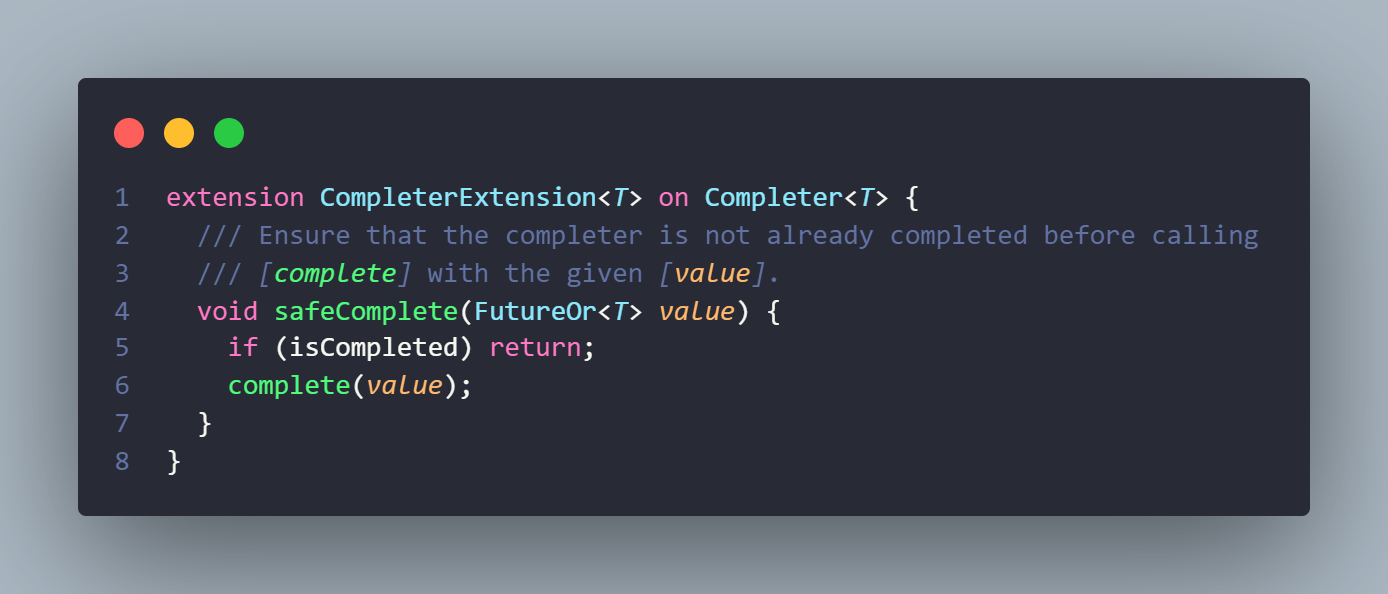 1 extension CompleterExtension<T> on Completer<T> {
2   /// Ensure that the completer is not already completed before calling
3   /// [complete] with the given [value].
4   void safeComplete(FutureOr<T> value) {
5     if (isCompleted) return;
6     complete(value);
7   }
8 }